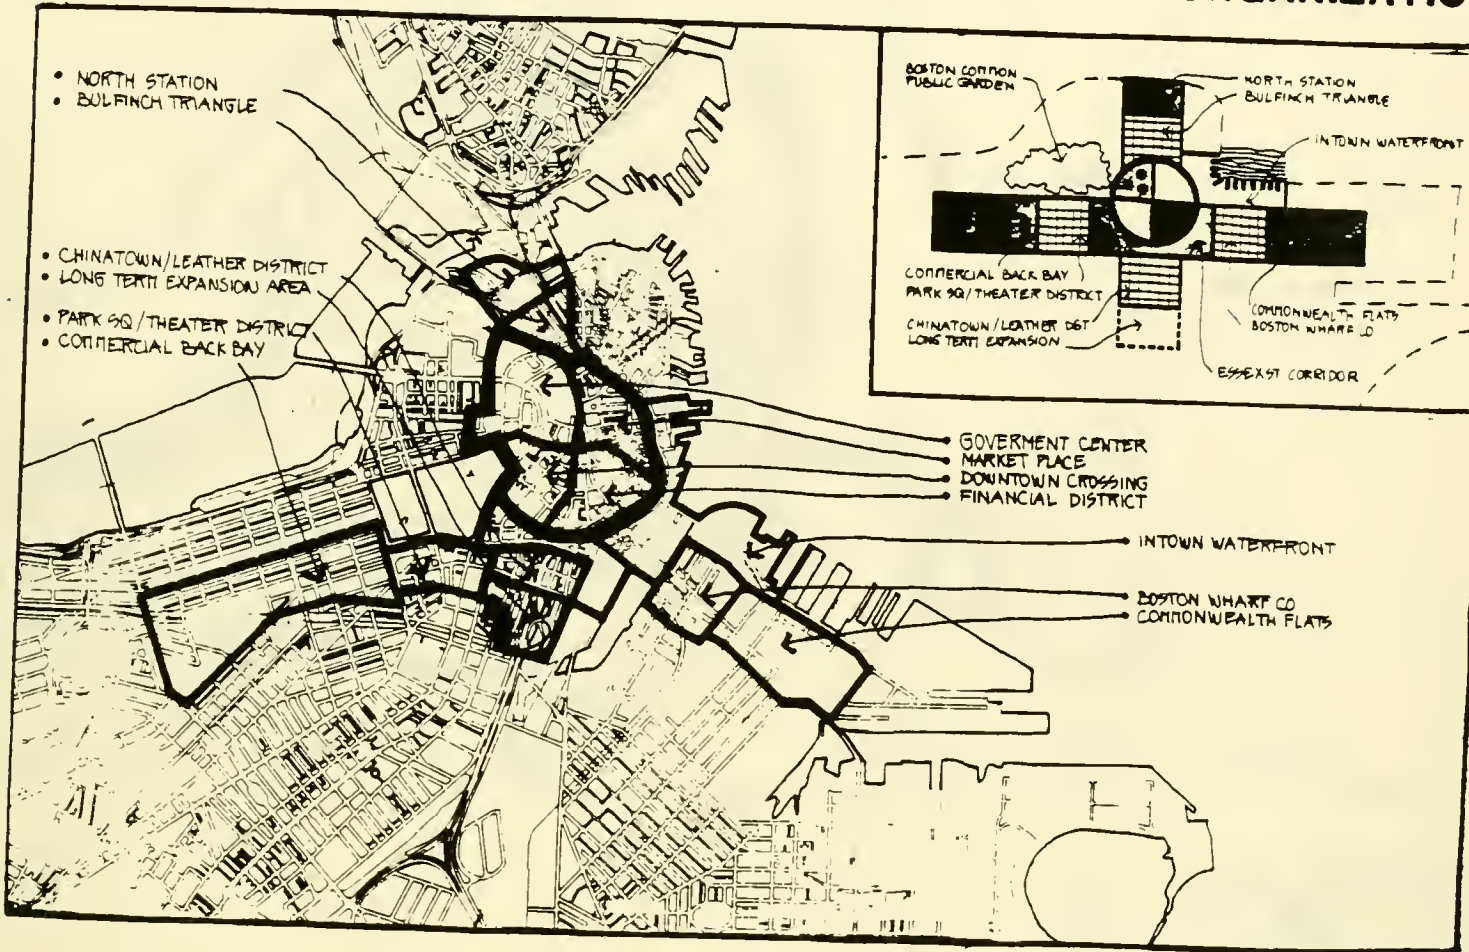 • NORTH STATION
• BULFINCH TRIANGLE
• CHINATOWN/LEATHER DISTRICT
• LONG TERM EXPANSION AREA
• PARK SQ/THEATER DISTRICT
• COMMERCIAL BACK BAY
BOSTON COMMON
PUBLIC GARDEN
NORTH STATION
BULFINCH TRIANGLE
INTOWN WATERFRONT
COMMERCIAL BACK BAY
PARK SQ/THEATER DISTRICT
CHINATOWN/LEATHER DST
LONG TERM EXPANSION
COMMONWEALTH FLATS
BOSTON WHARF CO
ESSEX ST CORRIDOR
GOVERMENT CENTER
MARKET PLACE
DOWNTOWN CROSSING
FINANCIAL DISTRICT
INTOWN WATERFRONT
BOSTON WHARF CO
COMMONWEALTH FLATS